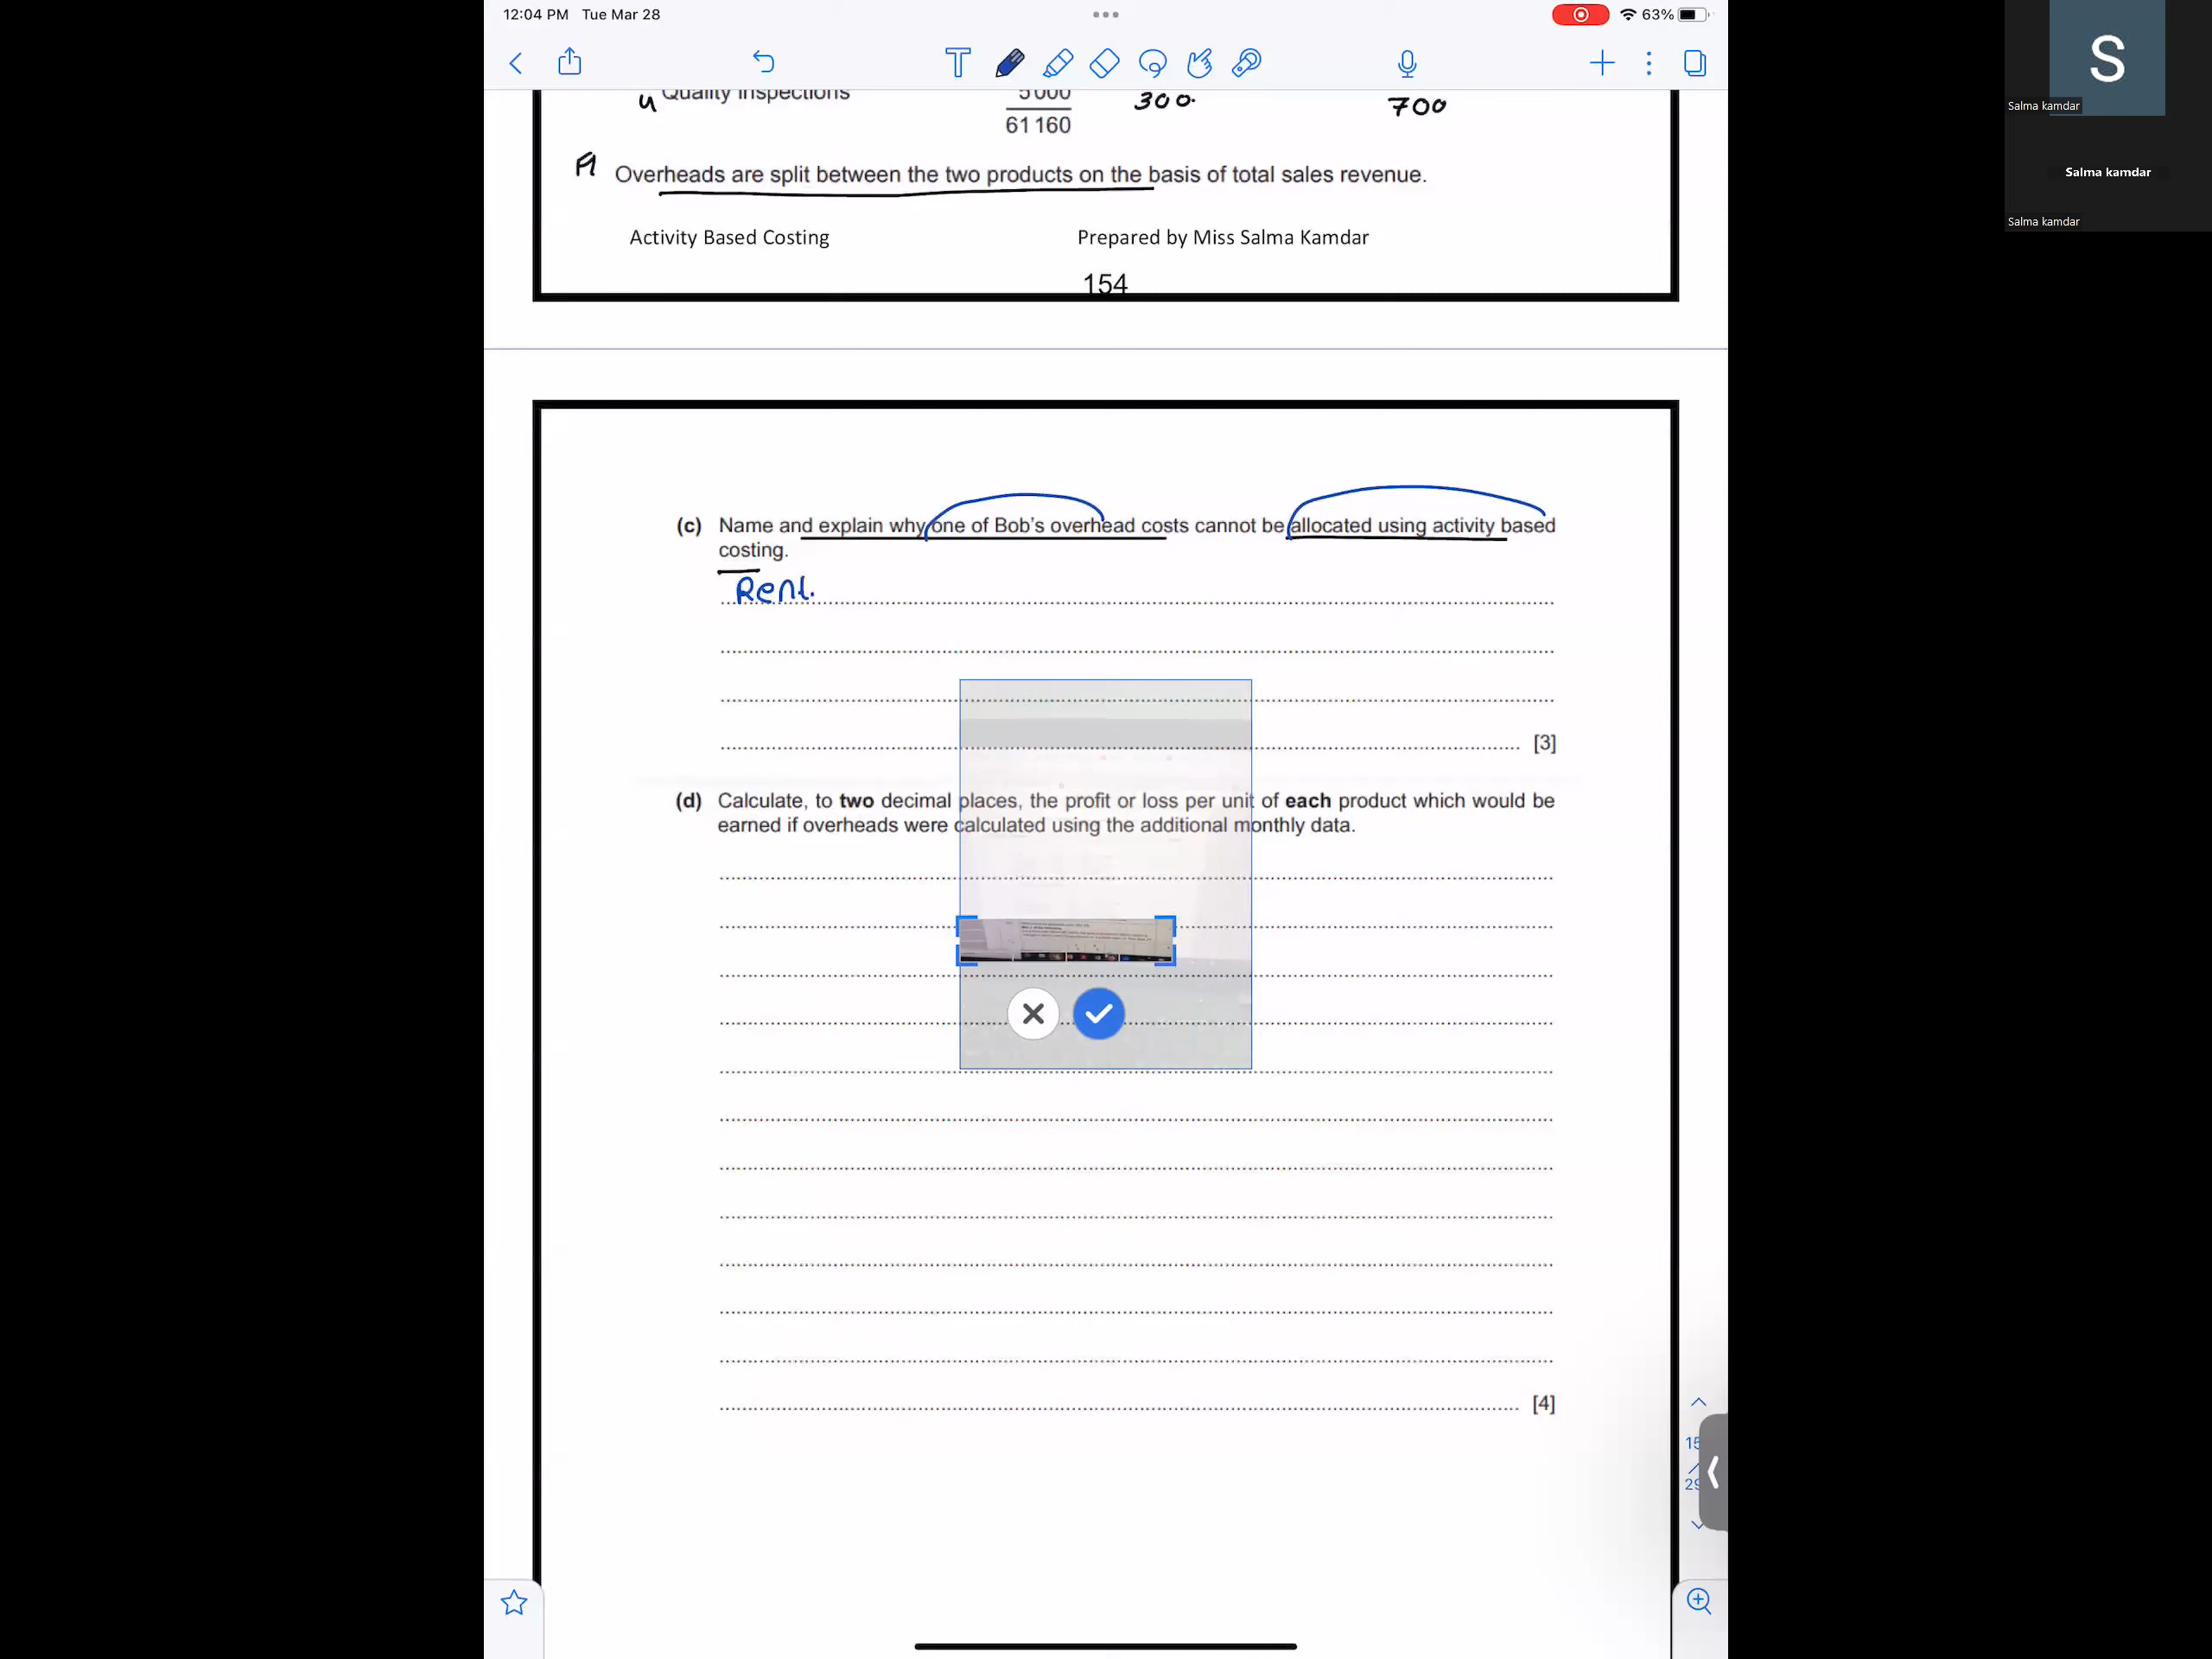 12:04 PM Tue Mar 28
63%
S
Salma kamdar
Salma kamdar
Salma kamdar
4 Quality inspections 5 000 300. 700
61 160
Overheads are split between the two products on the basis of total sales revenue.
Activity Based Costing Prepared by Miss Salma Kamdar
154
(c) Name and explain why one of Bob's overhead costs cannot be allocated using activity based
costing.
Rent.
[3]
(d) Calculate, to two decimal places, the profit or loss per unit of each product which would be
earned if overheads were calculated using the additional monthly data.
[4]